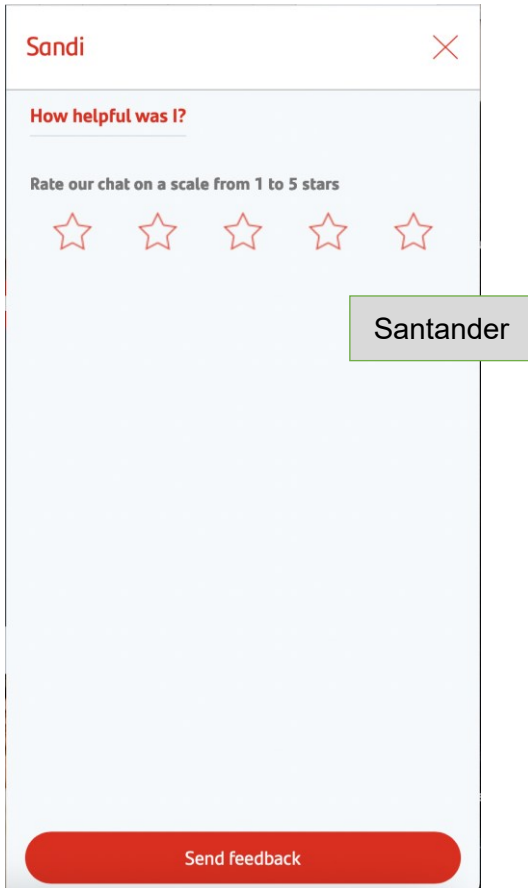 Sandi
How helpful was I?
Rate our chat on a scale from 1 to 5 stars
Santander
Send feedback